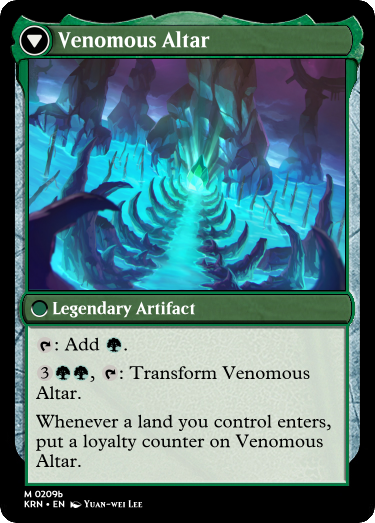 Venomous Altar
Legendary Artifact
: Add .
3, : Transform Venomous
Altar.
Whenever a land you control enters,
put a loyalty counter on Venomous
Altar.
M 0209b
KRN • EN Yuan-wei Lee